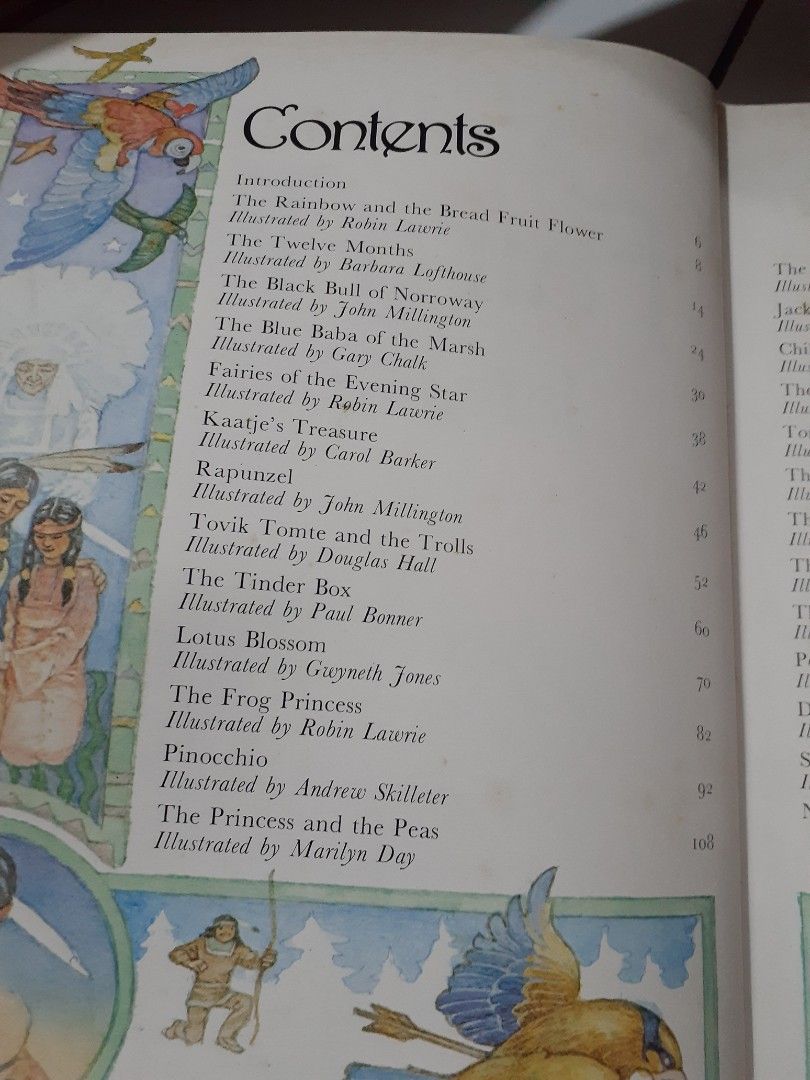 Contents
Introduction 6
The Rainbow and the Bread Fruit Flower 8
Illustrated by Robin Lawrie
The Twelve Months 14
Illustrated by Barbara Lofthouse
The Black Bull of Norroway 24
Illustrated by John Millington
The Blue Baba of the Marsh 30
Illustrated by Gary Chalk
Fairies of the Evening Star 38
Illustrated by Robin Lawrie
Kaatje's Treasure 42
Illustrated by Carol Barker
Rapunzel 46
Illustrated by John Millington
Tovik Tomte and the Trolls 52
Illustrated by Douglas Hall
The Tinder Box 60
Illustrated by Paul Bonner
Lotus Blossom 70
Illustrated by Gwyneth Jones
The Frog Princess 82
Illustrated by Robin Lawrie
Pinocchio 92
Illustrated by Andrew Skilleter
The Princess and the Peas 108
Illustrated by Marilyn Day
The
Jack
The